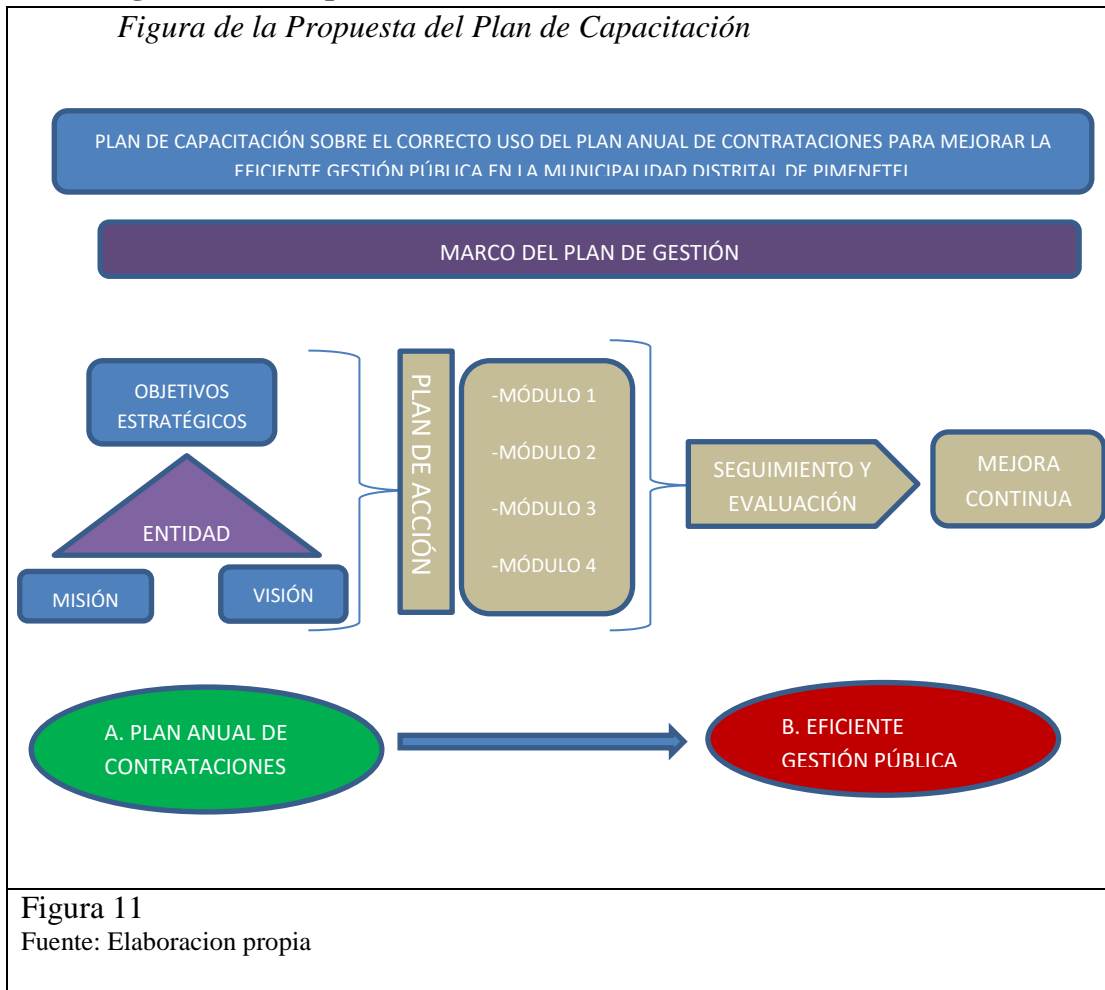 Figura de la Propuesta del Plan de Capacitación
PLAN DE CAPACITACIÓN SOBRE EL CORRECTO USO DEL PLAN ANUAL DE CONTRATACIONES PARA MEJORAR LA
EFICIENTE GESTIÓN PÚBLICA EN LA MUNICIPALIDAD DISTRITAL DE PIMENETEL
MARCO DEL PLAN DE GESTIÓN
OBJETIVOS
ESTRATÉGICOS
ENTIDAD
MISIÓN
VISIÓN
PLAN DE ACCIÓN
-MÓDULO 1
-MÓDULO 2
-MÓDULO 3
-MÓDULO 4
SEGUIMIENTO Y
EVALUACIÓN
MEJORA
CONTINUA
A. PLAN ANUAL DE
CONTRATACIONES
B. EFICIENTE
GESTIÓN PÚBLICA
Figura 11
Fuente: Elaboracion propia